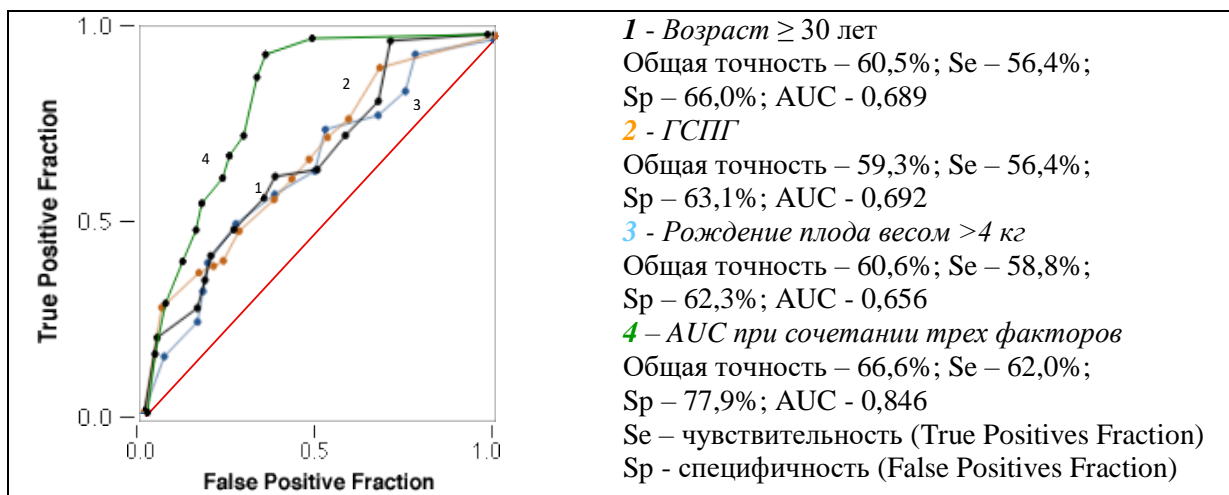 1.0
0.5
0.0
True Positive Fraction
0.0
0.5
1.0
False Positive Fraction
1
2
3
4
1 - Возраст ≥ 30 лет
Общая точность – 60,5%; Se – 56,4%;
Sp – 66,0%; AUC - 0,689
2 - ГСПГ
Общая точность – 59,3%; Se – 56,4%;
Sp – 63,1%; AUC - 0,692
3 - Рождение плода весом >4 кг
Общая точность – 60,6%; Se – 58,8%;
Sp – 62,3%; AUC - 0,656
4 – AUC при сочетании трех факторов
Общая точность – 66,6%; Se – 62,0%;
Sp – 77,9%; AUC - 0,846
Se – чувствительность (True Positives Fraction)
Sp - специфичность (False Positives Fraction)